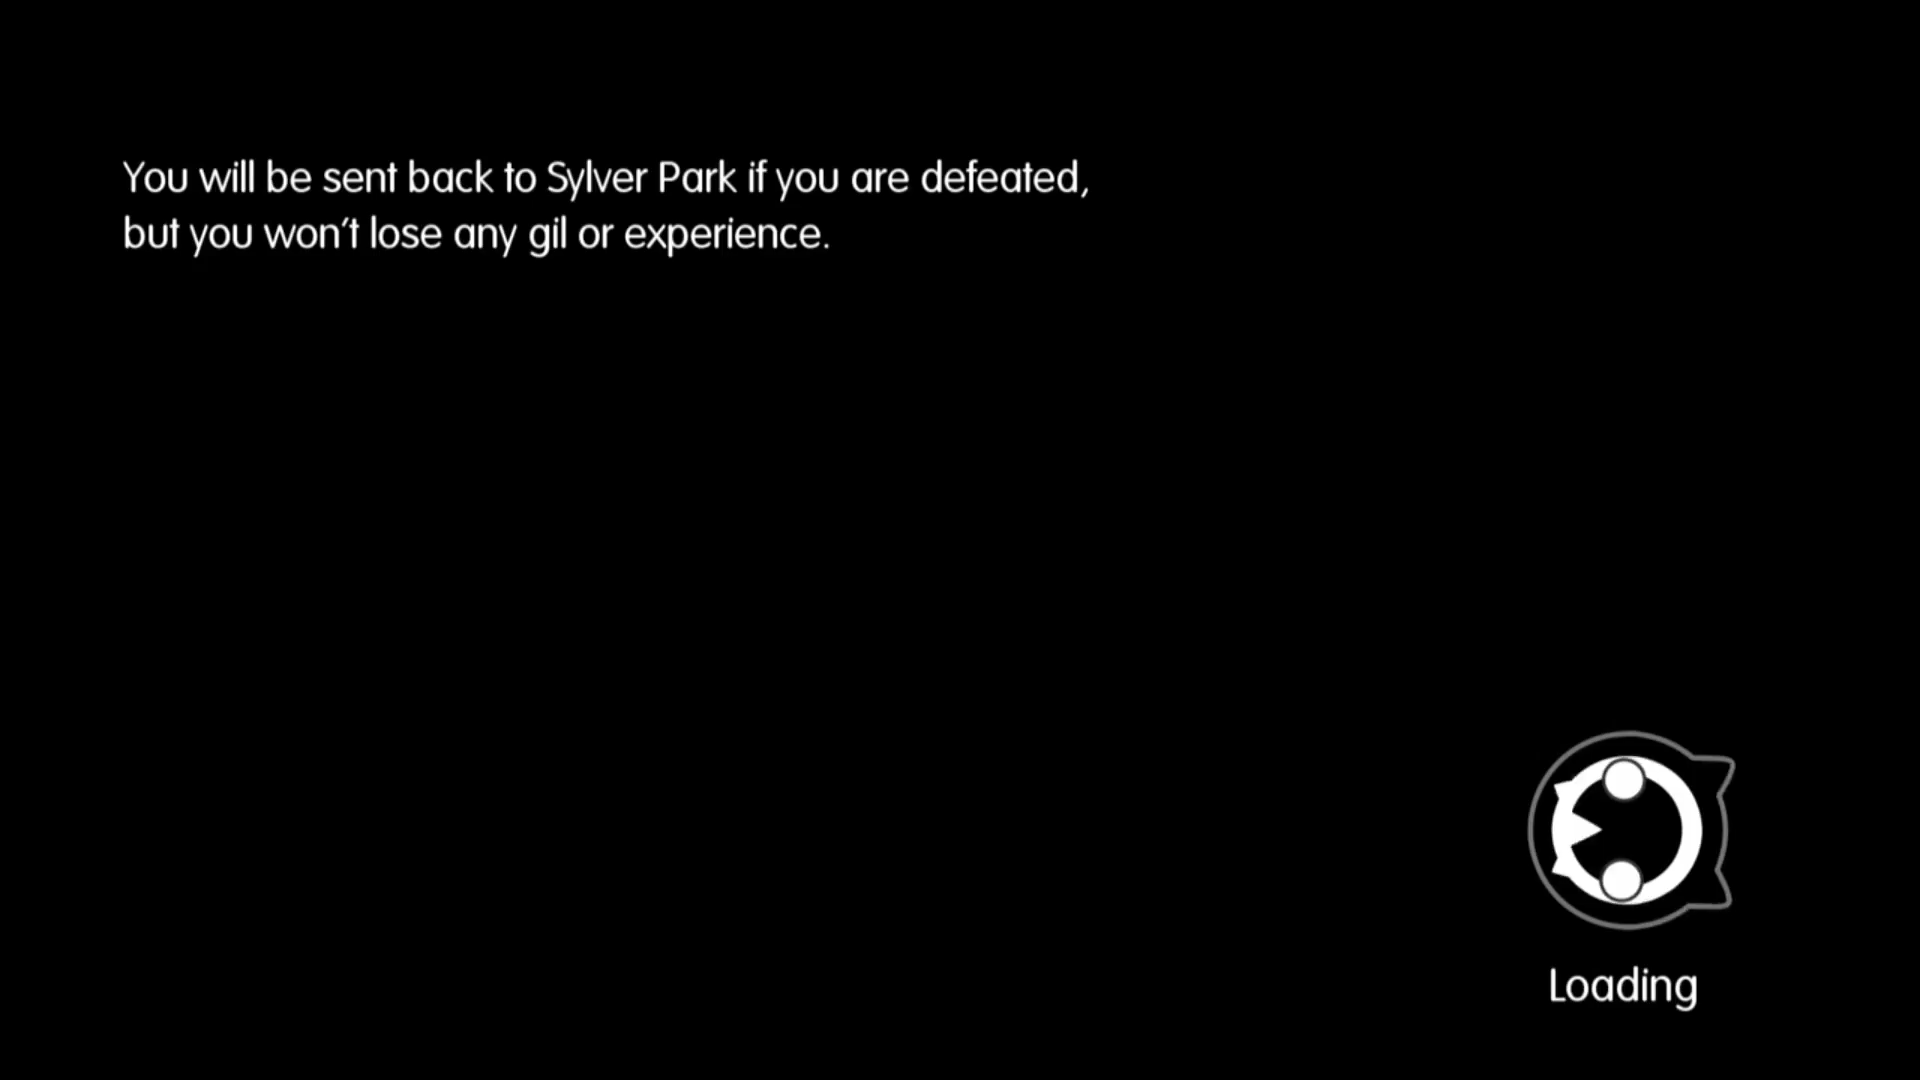 You will be sent back to Sylver Park if you are defeated,
but you won't lose any gil or experience.
Loading